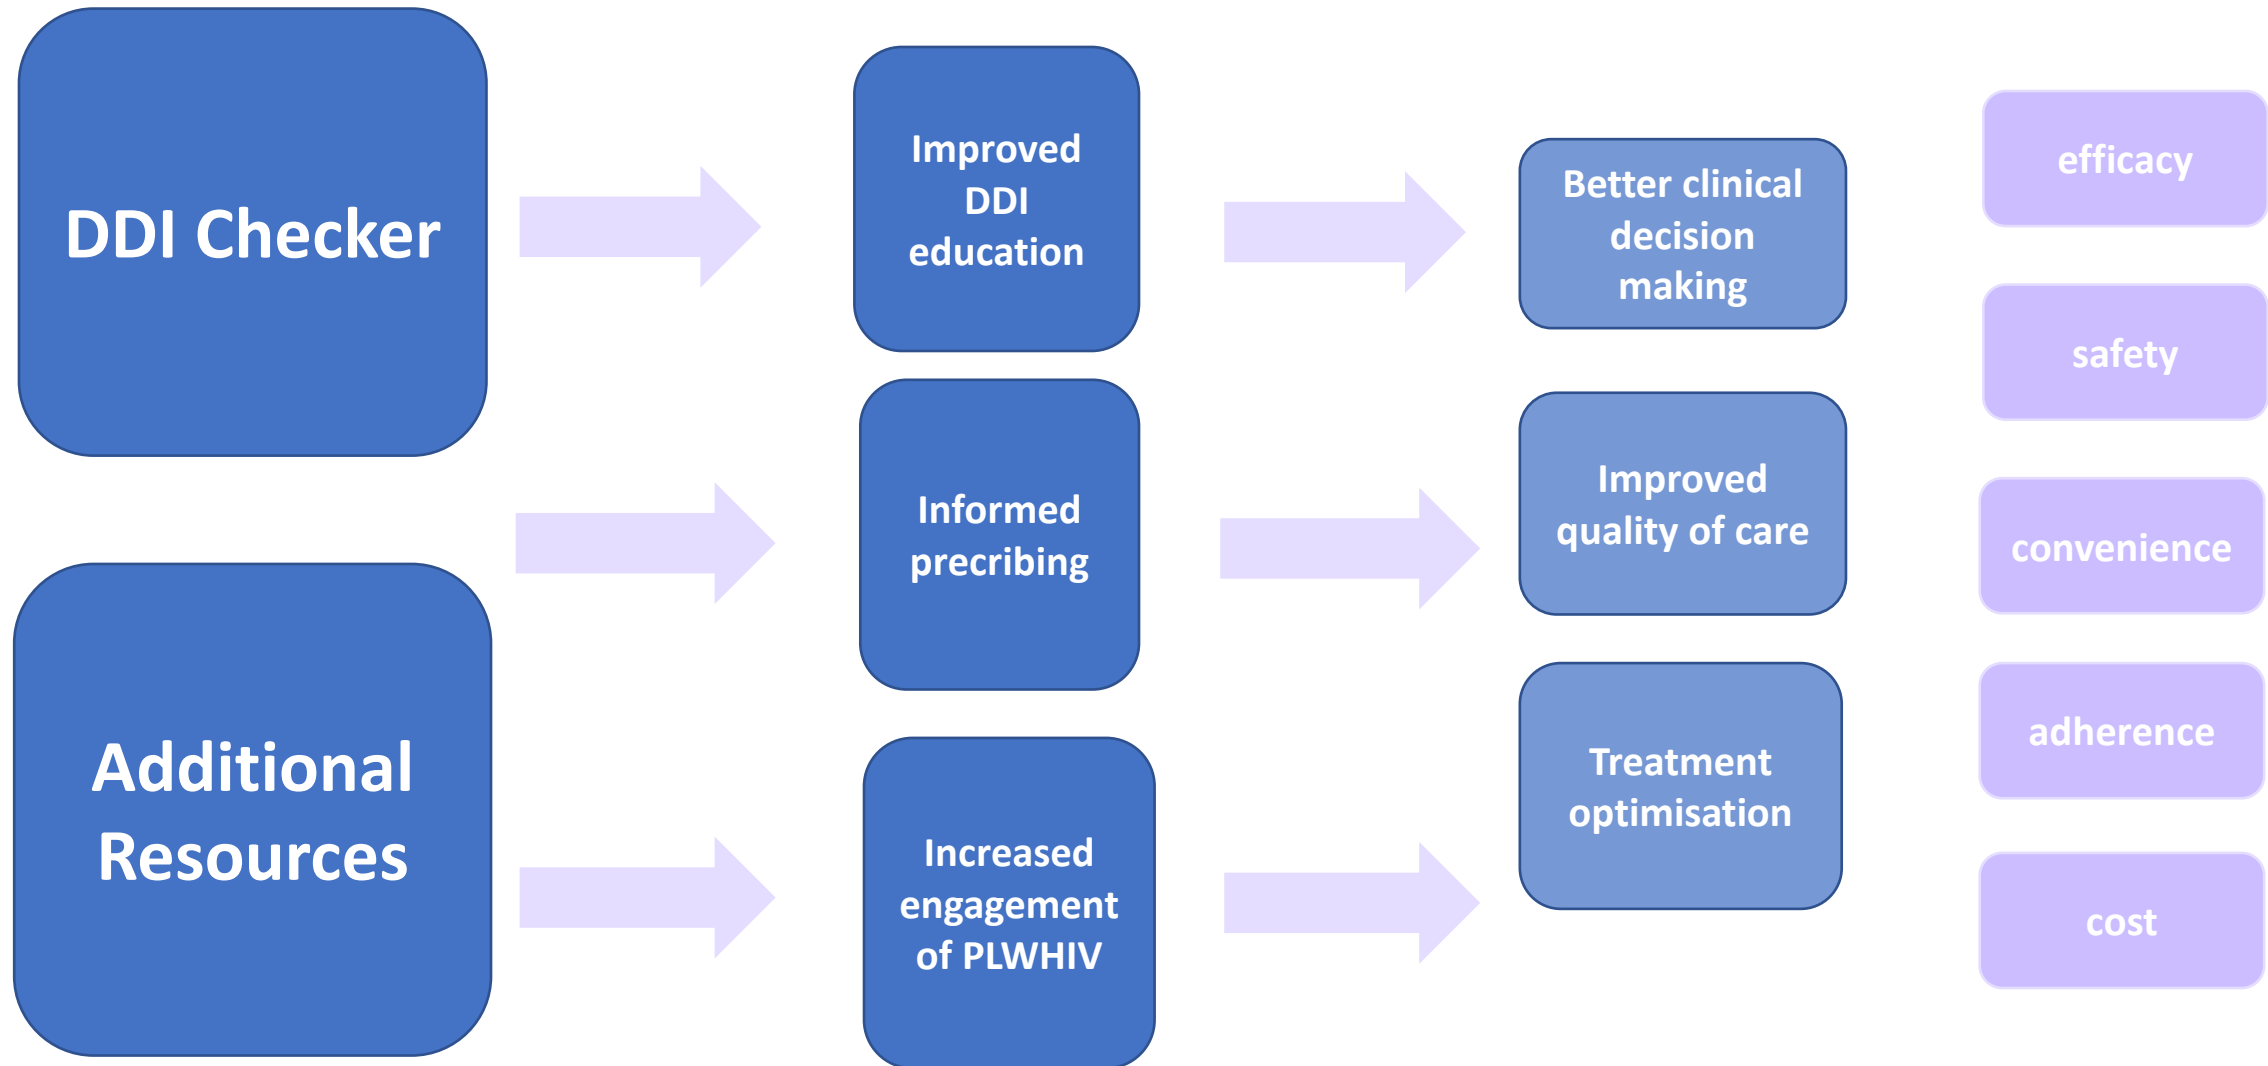 DDI Checker
Additional
Resources
Improved
DDI
education
Informed
precribing
Increased
engagement
of PLWHIV
Better clinical
decision
making
Improved
quality of care
Treatment
optimisation
efficacy
safety
convenience
adherence
cost